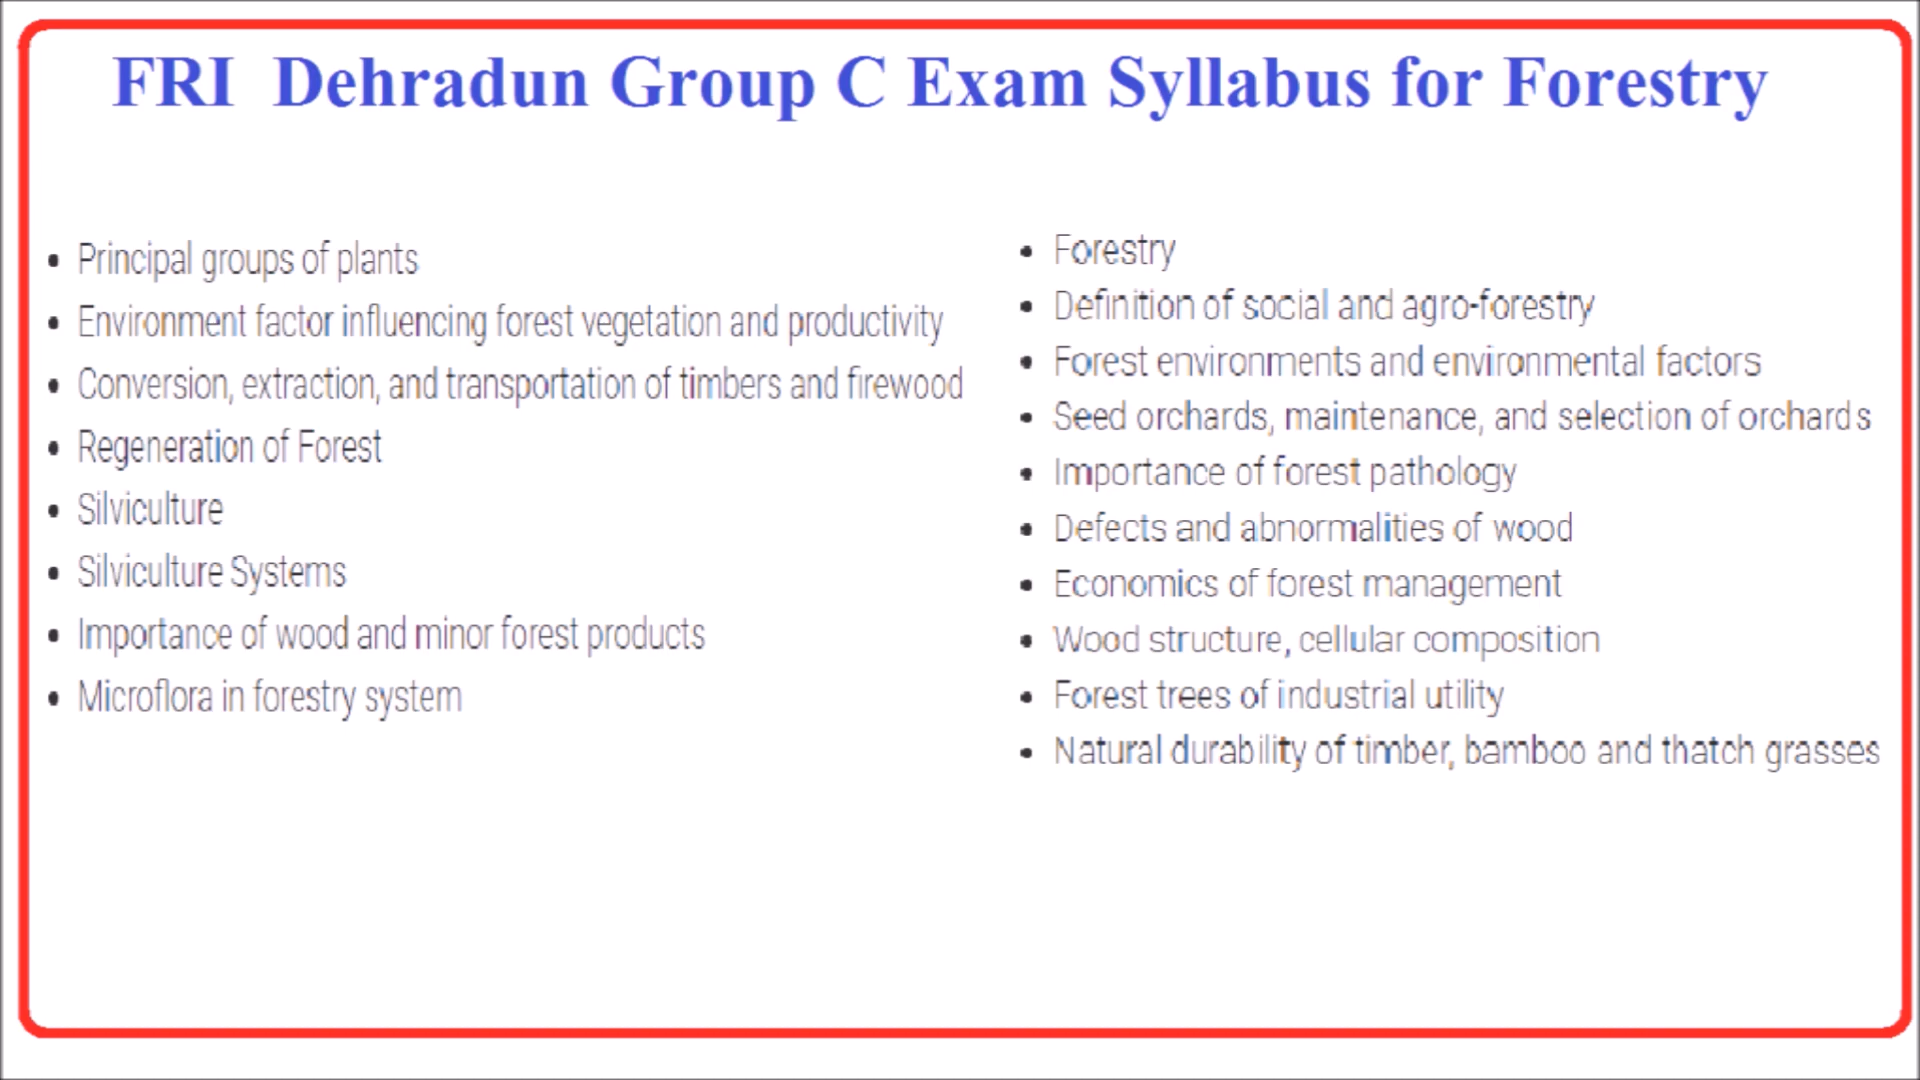 FRI Dehradun Group C Exam Syllabus for Forestry
• Principal groups of plants
• Environment factor influencing forest vegetation and productivity
• Conversion, extraction, and transportation of timbers and firewood
• Regeneration of Forest
• Silviculture
• Silviculture Systems
• Importance of wood and minor forest products
• Microflora in forestry system
• Forestry
• Definition of social and agro-forestry
• Forest environments and environmental factors
• Seed orchards, maintenance, and selection of orchards
• Importance of forest pathology
• Defects and abnormalities of wood
• Economics of forest management
• Wood structure, cellular composition
• Forest trees of industrial utility
• Natural durability of timber, bamboo and thatch grasses